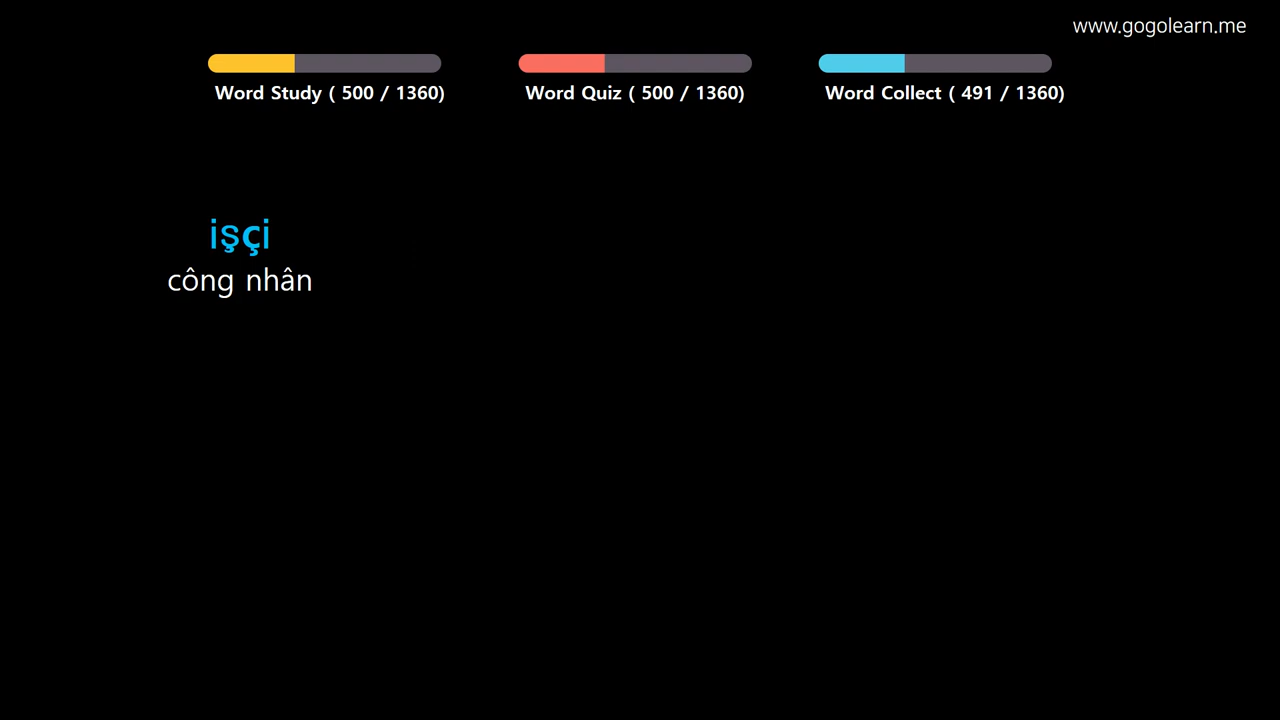 www.gogolearn.me
Word Study ( 500 / 1360)
Word Quiz ( 500 / 1360)
Word Collect ( 491 / 1360)
işçi
công nhân